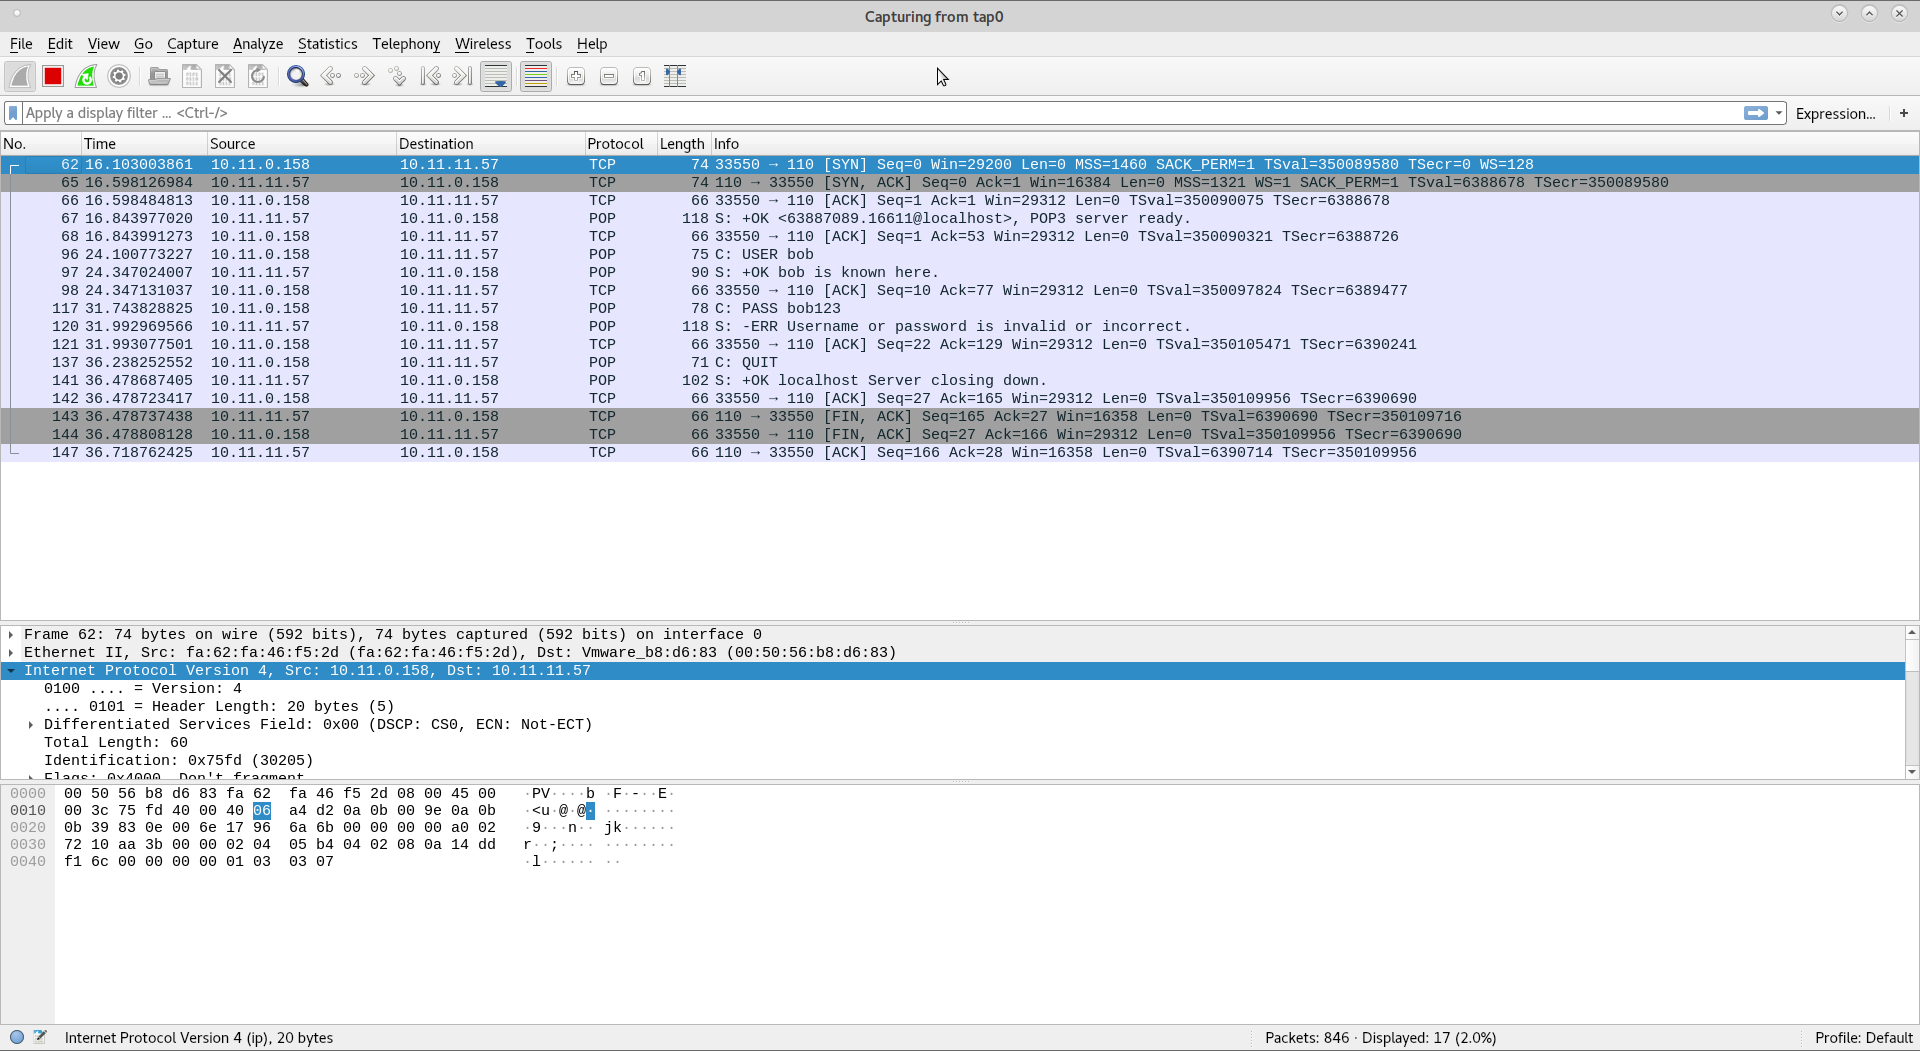 Capturing from tap0
File Edit View Go Capture Analyze Statistics Telephony Wireless Tools Help
Apply a display filter ... <Ctrl-/> Expression... +
No. Time Source Destination Protocol Length Info
62 16.103003861 10.11.0.158 10.11.11.57 TCP 74 33550 → 110 [SYN] Seq=0 Win=29200 Len=0 MSS=1460 SACK_PERM=1 TSval=350089580 TSecr=0 WS=128
65 16.598126984 10.11.11.57 10.11.0.158 TCP 74 110 → 33550 [SYN, ACK] Seq=0 Ack=1 Win=16384 Len=0 MSS=1321 WS=1 SACK_PERM=1 TSval=6388678 TSecr=350089580
66 16.598484813 10.11.0.158 10.11.11.57 TCP 66 33550 → 110 [ACK] Seq=1 Ack=1 Win=29312 Len=0 TSval=350090075 TSecr=6388678
67 16.843977020 10.11.11.57 10.11.0.158 POP 118 S: +OK <63887089.16611@localhost>, POP3 server ready.
68 16.843991273 10.11.0.158 10.11.11.57 TCP 66 33550 → 110 [ACK] Seq=1 Ack=53 Win=29312 Len=0 TSval=350090321 TSecr=6388726
96 24.100773227 10.11.0.158 10.11.11.57 POP 75 C: USER bob
97 24.347024007 10.11.11.57 10.11.0.158 POP 90 S: +OK bob is known here.
98 24.347131037 10.11.0.158 10.11.11.57 TCP 66 33550 → 110 [ACK] Seq=10 Ack=77 Win=29312 Len=0 TSval=350097824 TSecr=6389477
117 31.743828825 10.11.0.158 10.11.11.57 POP 78 C: PASS bob123
120 31.992969566 10.11.11.57 10.11.0.158 POP 118 S: -ERR Username or password is invalid or incorrect.
121 31.993077501 10.11.0.158 10.11.11.57 TCP 66 33550 → 110 [ACK] Seq=22 Ack=129 Win=29312 Len=0 TSval=350105471 TSecr=6390241
137 36.238252552 10.11.0.158 10.11.11.57 POP 71 C: QUIT
141 36.478687405 10.11.11.57 10.11.0.158 POP 102 S: +OK localhost Server closing down.
142 36.478723417 10.11.0.158 10.11.11.57 TCP 66 33550 → 110 [ACK] Seq=27 Ack=165 Win=29312 Len=0 TSval=350109956 TSecr=6390690
143 36.478737438 10.11.11.57 10.11.0.158 TCP 66 110 → 33550 [FIN, ACK] Seq=165 Ack=27 Win=16358 Len=0 TSval=6390690 TSecr=350109716
144 36.478808128 10.11.0.158 10.11.11.57 TCP 66 33550 → 110 [FIN, ACK] Seq=27 Ack=166 Win=29312 Len=0 TSval=350109956 TSecr=6390690
147 36.718762425 10.11.11.57 10.11.0.158 TCP 66 110 → 33550 [ACK] Seq=166 Ack=28 Win=16358 Len=0 TSval=6390714 TSecr=350109956
Frame 62: 74 bytes on wire (592 bits), 74 bytes captured (592 bits) on interface 0
Ethernet II, Src: fa:62:fa:46:f5:2d (fa:62:fa:46:f5:2d), Dst: Vmware_b8:d6:83 (00:50:56:b8:d6:83)
Internet Protocol Version 4, Src: 10.11.0.158, Dst: 10.11.11.57
0100 .... = Version: 4
.... 0101 = Header Length: 20 bytes (5)
Differentiated Services Field: 0x00 (DSCP: CS0, ECN: Not-ECT)
Total Length: 60
Identification: 0x75fd (30205)
Flags: 0x4000, Don't fragment
0000 00 50 56 b8 d6 83 fa 62 fa 46 f5 2d 08 00 45 00 ·PV····b ·F·-··E·
0010 00 3c 75 fd 40 00 40 06 a4 d2 0a 0b 00 9e 0a 0b ·<u·@·@· ········
0020 0b 39 83 0e 00 6e 17 96 6a 6b 00 00 00 00 a0 02 ·9···n·· jk······
0030 72 10 aa 3b 00 00 02 04 05 b4 04 02 08 0a 14 dd r··;···· ········
0040 f1 6c 00 00 00 00 01 03 03 07 ·l······ ··
Internet Protocol Version 4 (ip), 20 bytes Packets: 846 · Displayed: 17 (2.0%) Profile: Default